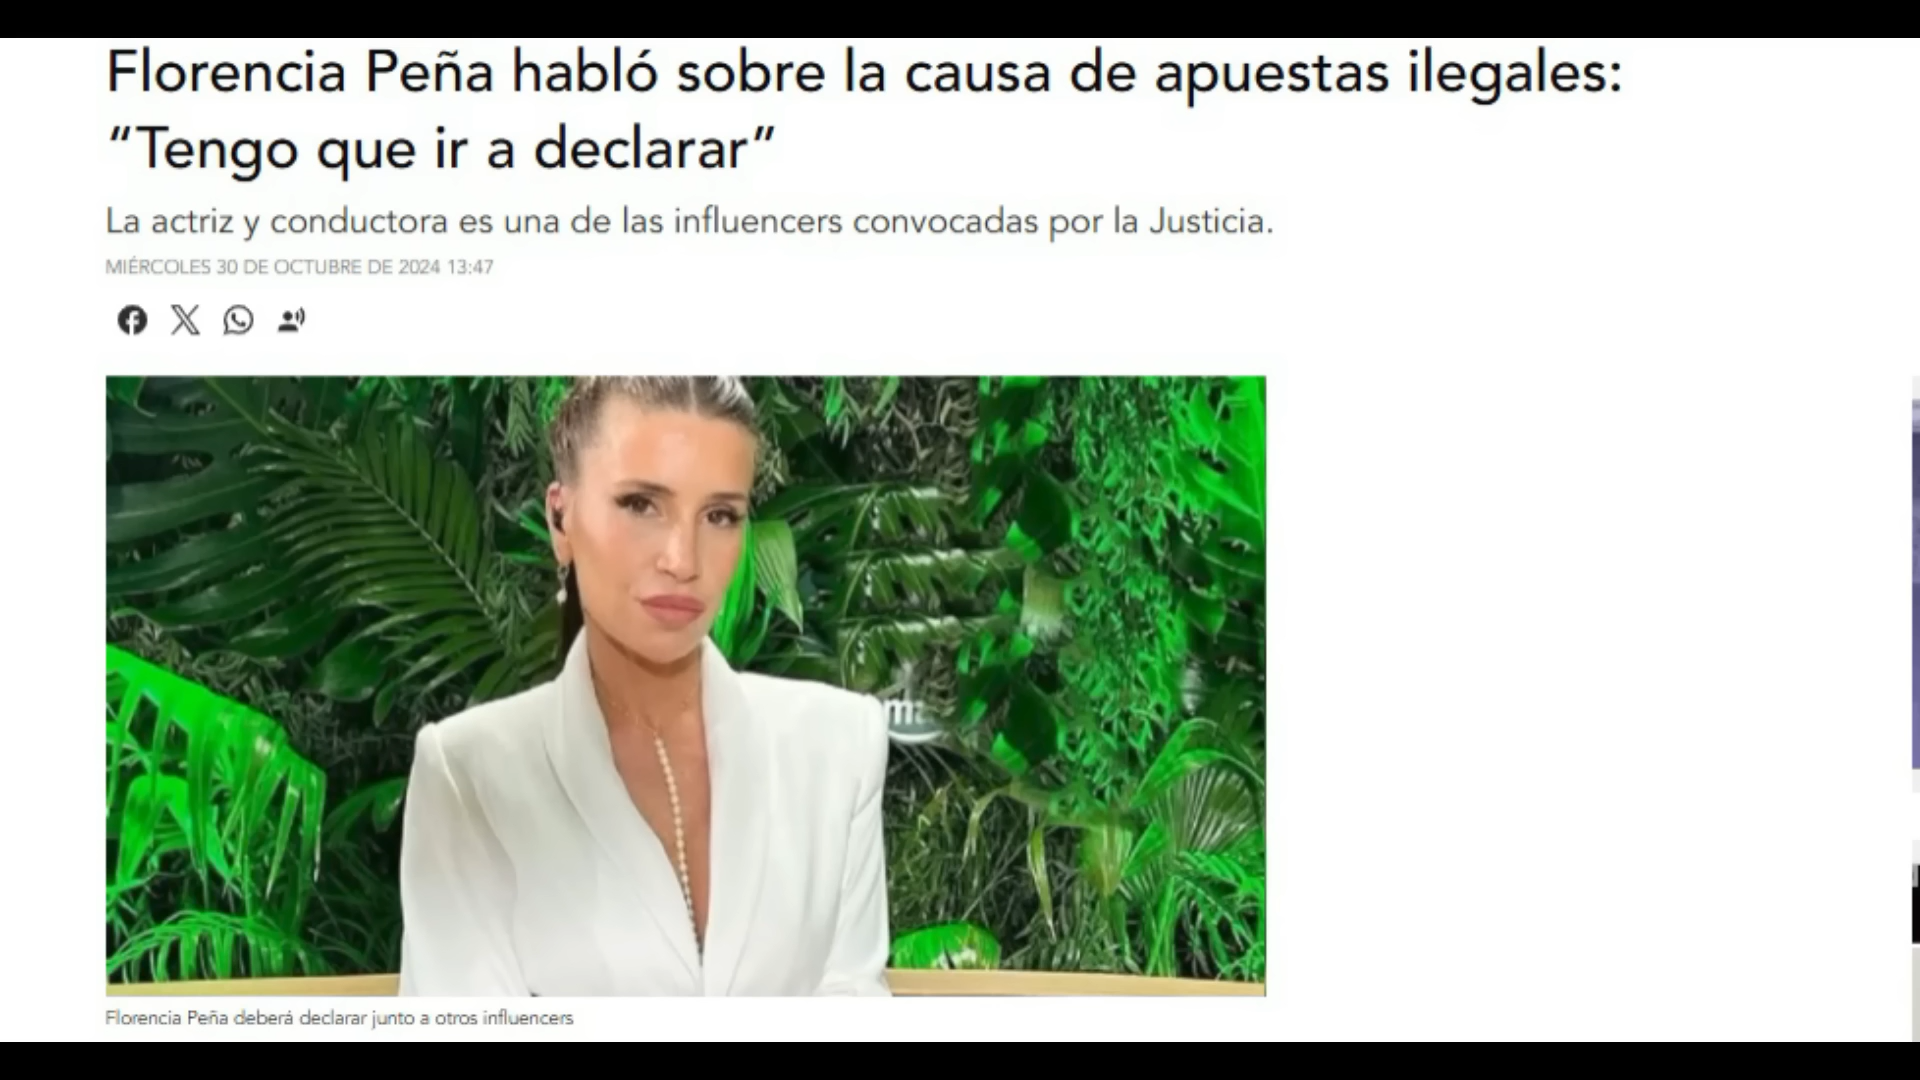 Florencia Peña habló sobre la causa de apuestas ilegales:
“Tengo que ir a declarar”
La actriz y conductora es una de las influencers convocadas por la Justicia.
MIÉRCOLES 30 DE OCTUBRE DE 2024 13:47
Florencia Peña deberá declarar junto a otros influencers